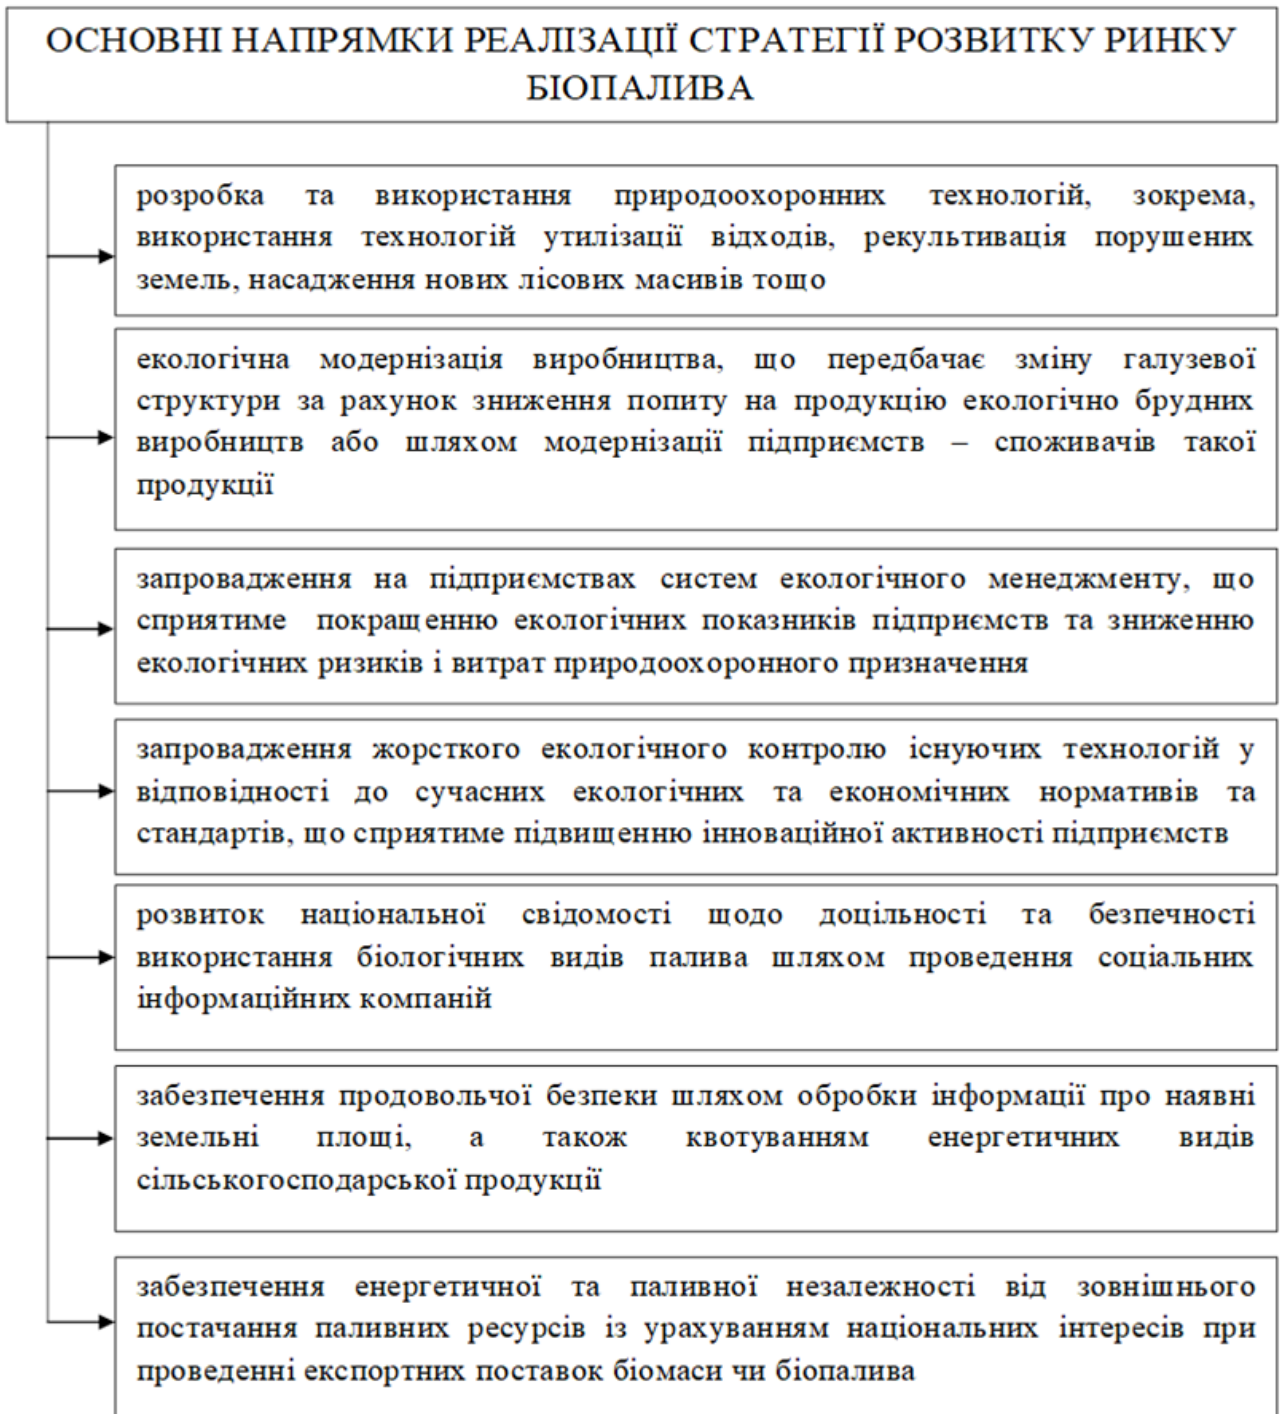 ОСНОВНІ НАПРЯМКИ РЕАЛІЗАЦІЇ СТРАТЕГІЇ РОЗВИТКУ РИНКУ
БІОПАЛИВА
розробка та використання природоохоронних технологій, зокрема,
використання технологій утилізації відходів, рекультивація порушених
земель, насадження нових лісових масивів тощо
екологічна модернізація виробництва, що передбачає зміну галузевої
структури за рахунок зниження попиту на продукцію екологічно брудних
виробництв або шляхом модернізації підприємств – споживачів такої
продукції
запровадження на підприємствах систем екологічного менеджменту, що
сприятиме покращенню екологічних показників підприємств та зниженню
екологічних ризиків і витрат природоохоронного призначення
запровадження жорсткого екологічного контролю існуючих технологій у
відповідності до сучасних екологічних та економічних нормативів та
стандартів, що сприятиме підвищенню інноваційної активності підприємств
розвиток національної свідомості щодо доцільності та безпечності
використання біологічних видів палива шляхом проведення соціальних
інформаційних компаній
забезпечення продовольчої безпеки шляхом обробки інформації про наявні
земельні площі, а також квотуванням енергетичних видів
сільськогосподарської продукції
забезпечення енергетичної та паливної незалежності від зовнішнього
постачання паливних ресурсів із урахуванням національних інтересів при
проведенні експортних поставок біомаси чи біопалива